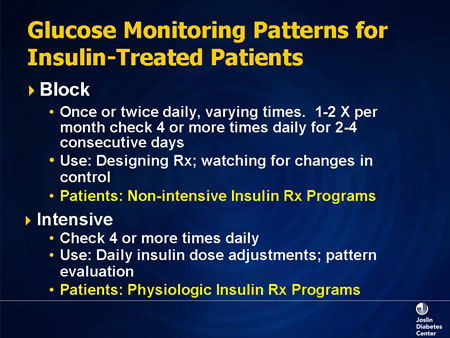 Glucose Monitoring Patterns for
Insulin-Treated Patients
Block
• Once or twice daily, varying times.  1-2 X per
month check 4 or more times daily for 2-4
consecutive days
• Use: Designing Rx; watching for changes in
control
• Patients: Non-intensive Insulin Rx Programs
Intensive
• Check 4 or more times daily
• Use: Daily insulin dose adjustments; pattern
evaluation
• Patients: Physiologic Insulin Rx Programs
Joslin
Diabetes
Center